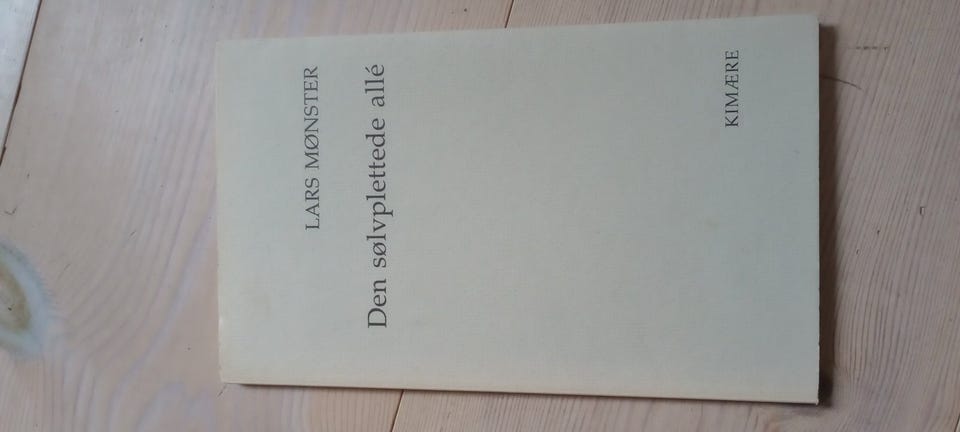 LARS MØNSTER
Den sølvplettede allé
KIMÆRE